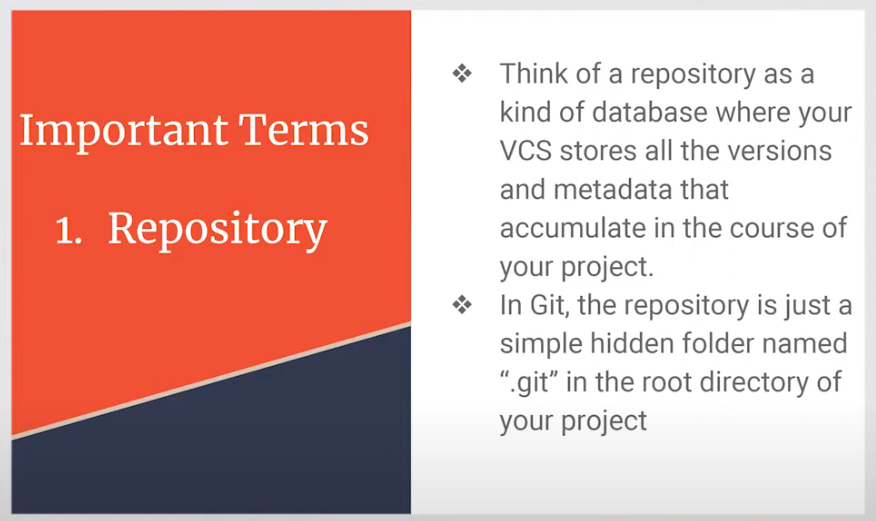 Important Terms
1. Repository
❖ Think of a repository as a
kind of database where your
VCS stores all the versions
and metadata that
accumulate in the course of
your project.
❖ In Git, the repository is just a
simple hidden folder named
“.git” in the root directory of
your project